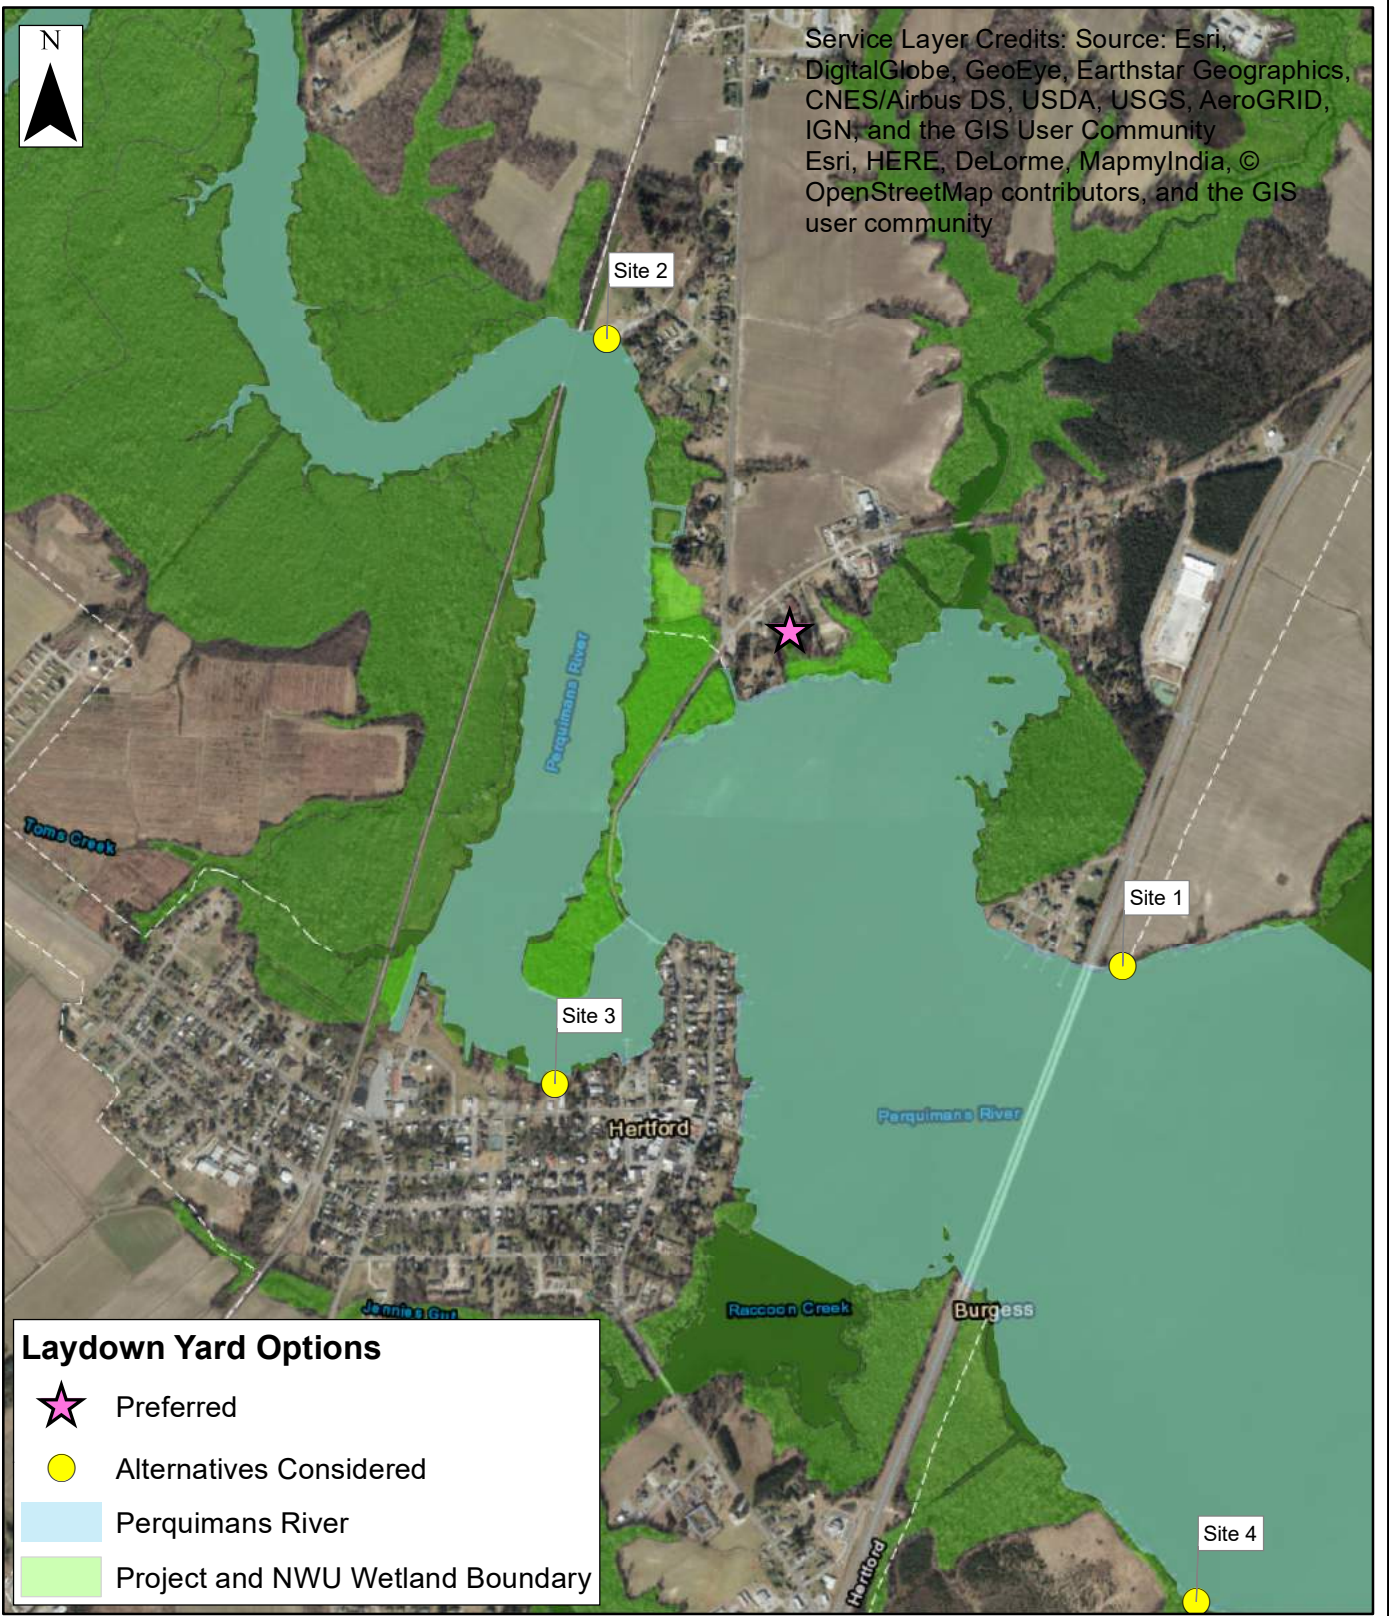 N
Service Layer Credits: Source: Esri,
DigitalGlobe, GeoEye, Earthstar Geographics,
CNES/Airbus DS, USDA, USGS, AeroGRID,
IGN, and the GIS User Community
Esri, HERE, DeLorme, MapmyIndia, ©
OpenStreetMap contributors, and the GIS
user community
Site 2
Perquimans River
Toms Creek
Site 1
Site 3
Perquimans River
Hertford
Raccoon Creek
Burgess
Jennies Gut
Hertford
Site 4
Laydown Yard Options
Preferred
Alternatives Considered
Perquimans River
Project and NWU Wetland Boundary